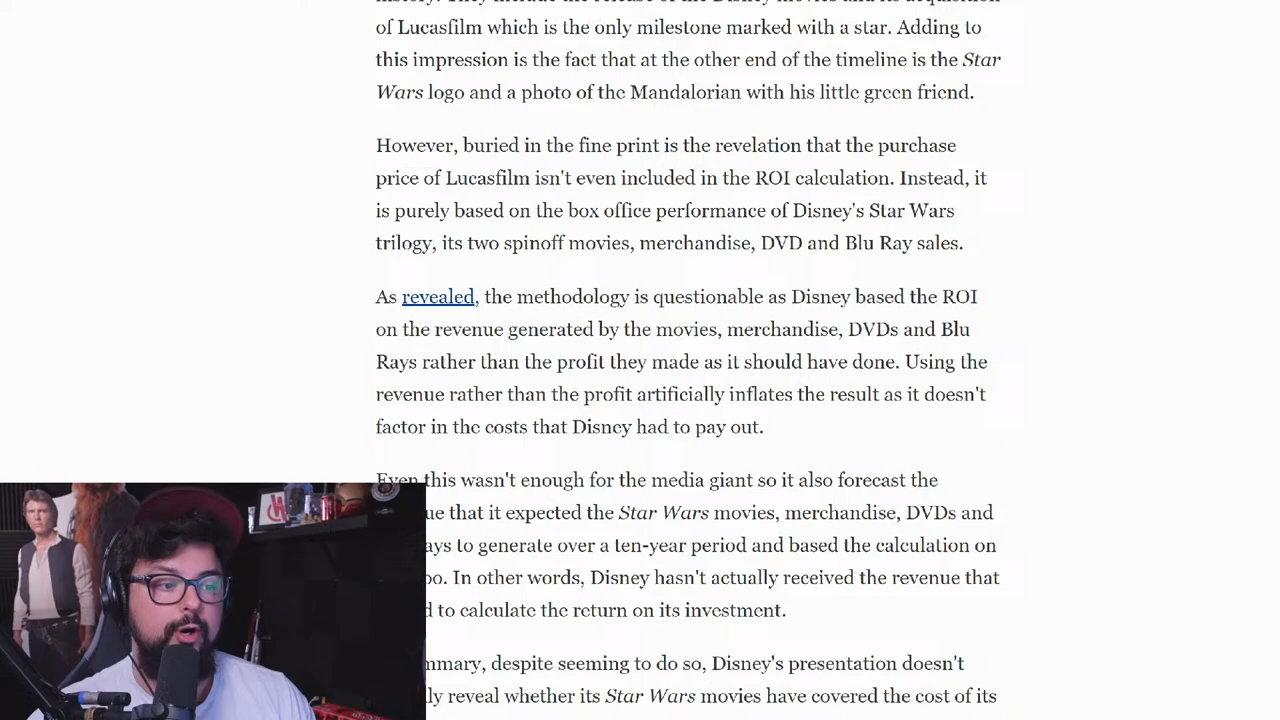 of Lucasfilm which is the only milestone marked with a star. Adding to
this impression is the fact that at the other end of the timeline is the Star
Wars logo and a photo of the Mandalorian with his little green friend.
However, buried in the fine print is the revelation that the purchase
price of Lucasfilm isn't even included in the ROI calculation. Instead, it
is purely based on the box office performance of Disney's Star Wars
trilogy, its two spinoff movies, merchandise, DVD and Blu Ray sales.
As revealed, the methodology is questionable as Disney based the ROI
on the revenue generated by the movies, merchandise, DVDs and Blu
Rays rather than the profit they made as it should have done. Using the
revenue rather than the profit artificially inflates the result as it doesn't
factor in the costs that Disney had to pay out.
Even this wasn't enough for the media giant so it also forecast the
that it expected the Star Wars movies, merchandise, DVDs and
to generate over a ten-year period and based the calculation on
In other words, Disney hasn't actually received the revenue that
to calculate the return on its investment.
despite seeming to do so, Disney's presentation doesn't
reveal whether its Star Wars movies have covered the cost of its